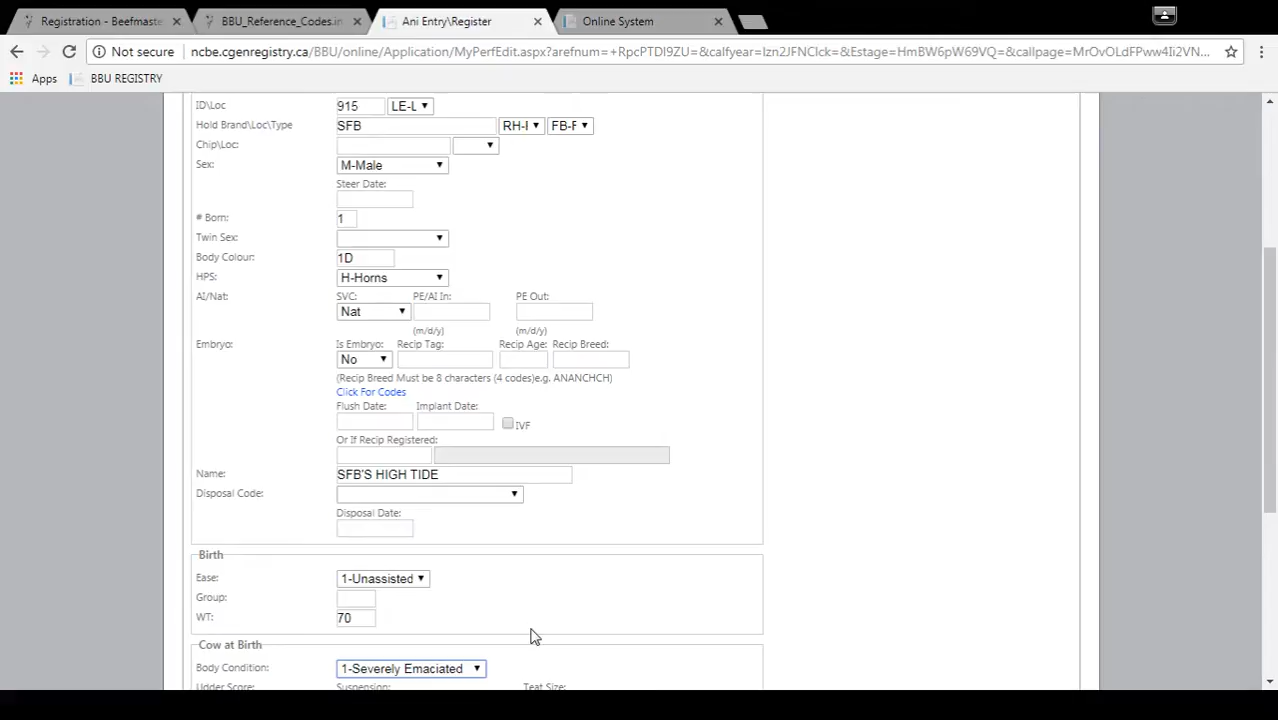 Registration - Beefmaste
BBU_Reference_Codes.in
Ani Entry\Register
Online System
Not secure
ncbe.cgenregistry.ca/BBU/online/Application/MyPerfEdit.aspx?arefnum=+RpcPTDI9ZU=&calfyear=Izn2JFNClck=&Estage=HmBW6pW69VQ=&callpage=MrOvOLdFPww4Ii2VN...
Apps BBU REGISTRY
ID\Loc 915 LE-L
Hold Brand\Loc\Type SFB RH-I FB-F
Chip\Loc:
Sex: M-Male
Steer Date:
# Born: 1
Twin Sex:
Body Colour: 1D
HPS: H-Horns
AI/Nat: SVC: PE/AI In: PE Out:
Nat
(m/d/y) (m/d/y)
Embryo: Is Embryo: Recip Tag: Recip Age: Recip Breed:
No
(Recip Breed Must be 8 characters (4 codes)e.g. ANANCHCH)
Click For Codes
Flush Date: Implant Date:
IVF
Or If Recip Registered:
Name: SFB'S HIGH TIDE
Disposal Code:
Disposal Date:
Birth
Ease: 1-Unassisted
Group:
WT: 70
Cow at Birth
Body Condition: 1-Severely Emaciated
Udder Score: Suspension: Teat Size: